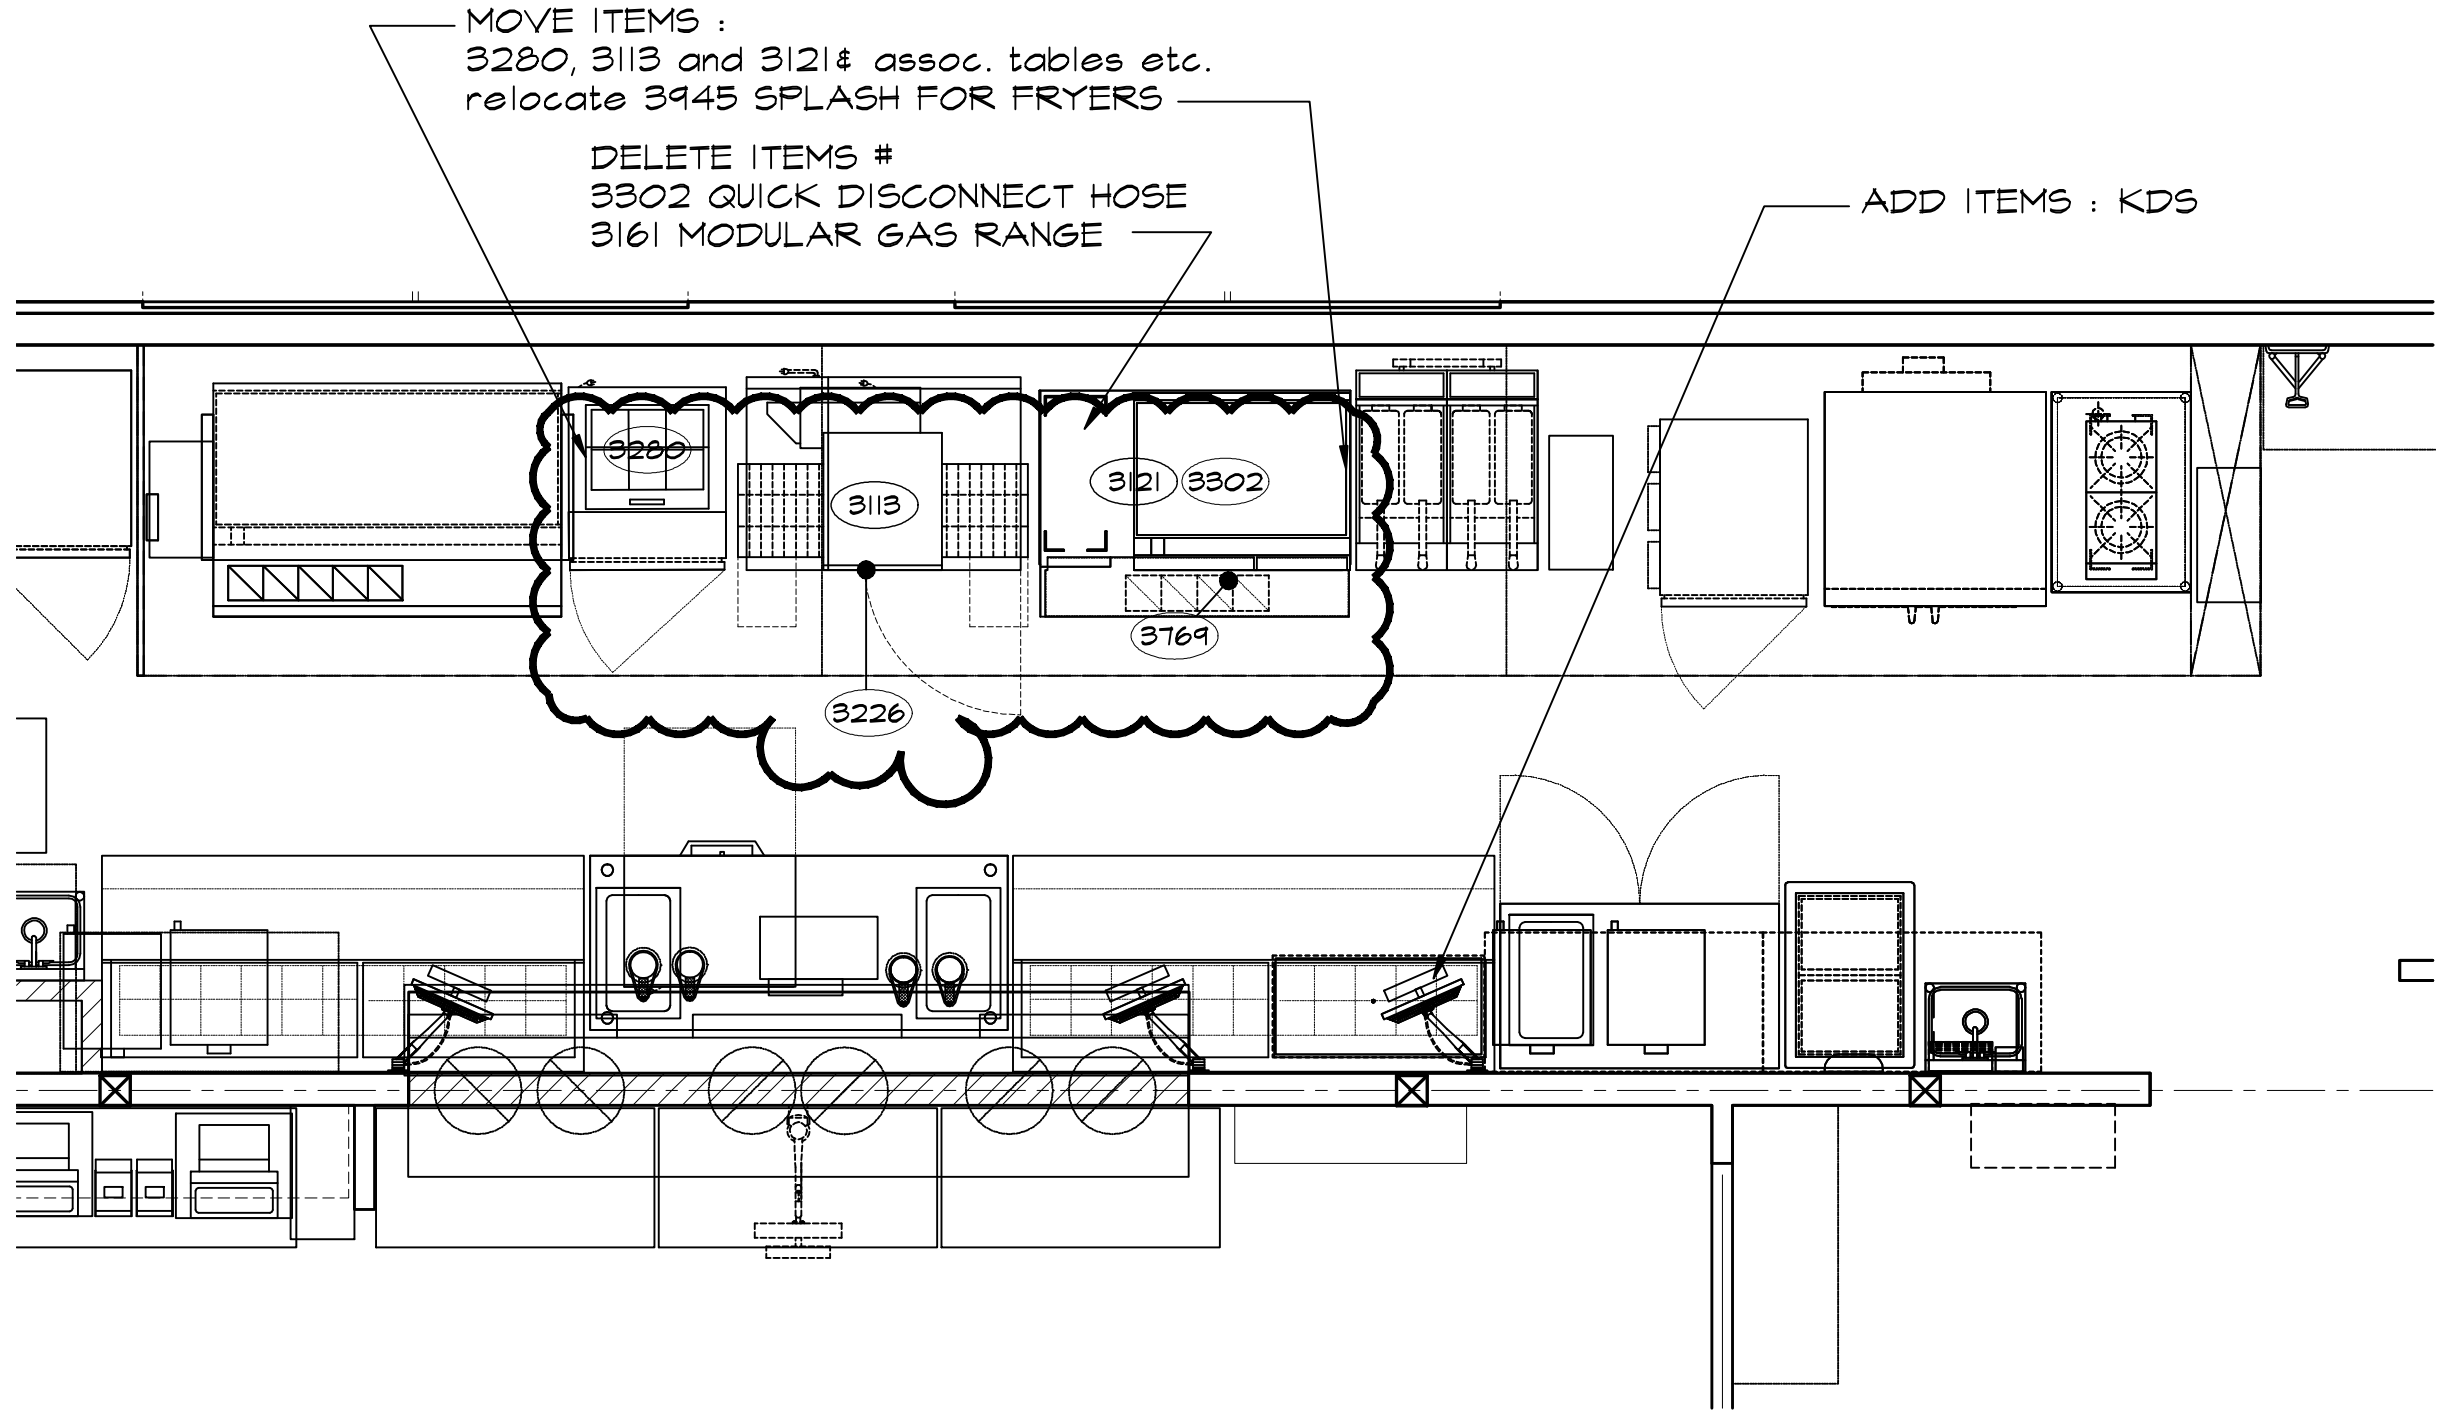 MOVE ITEMS :
3280, 3113 and 3121& assoc. tables etc.
relocate 3945 SPLASH FOR FRYERS
DELETE ITEMS #
3302 QUICK DISCONNECT HOSE
3161 MODULAR GAS RANGE
ADD ITEMS : KDS
3280
3113
3121
3302
3769
3226